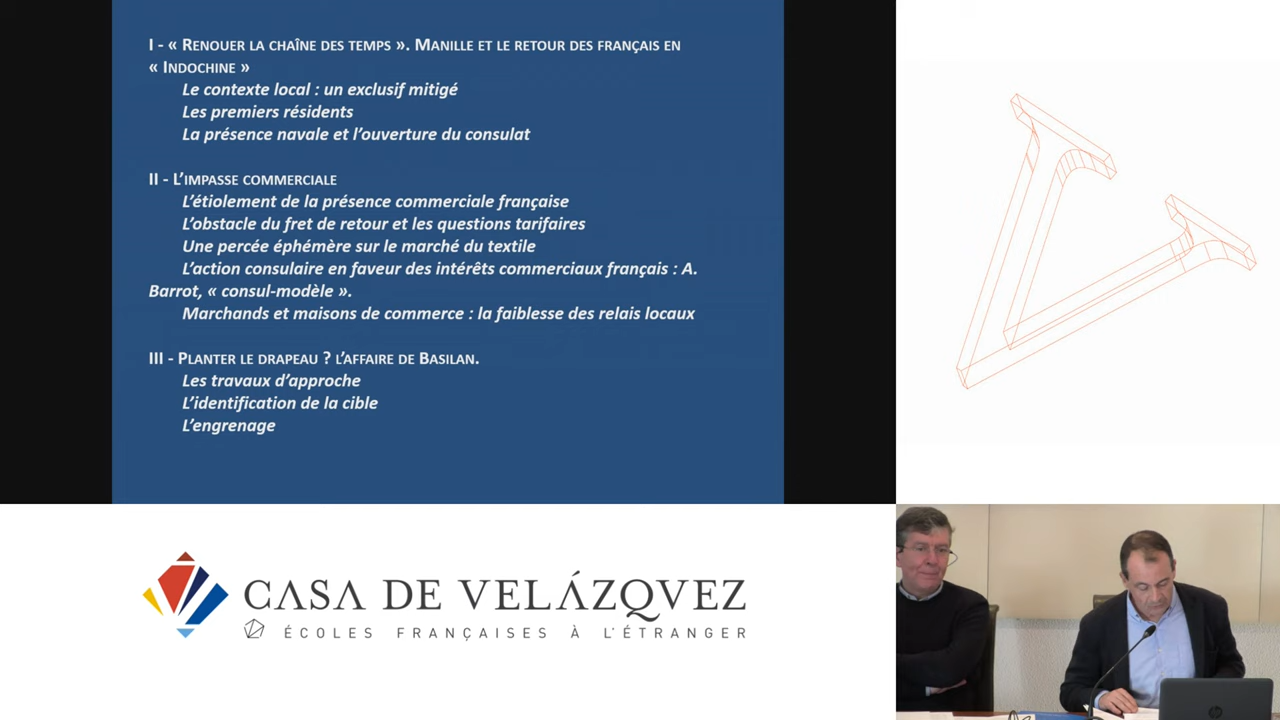 I - « Renouer la chaîne des temps ». Manille et le retour des français en
« Indochine »
Le contexte local : un exclusif mitigé
Les premiers résidents
La présence navale et l’ouverture du consulat
II - L’impasse commerciale
L’étiolement de la présence commerciale française
L’obstacle du fret de retour et les questions tarifaires
Une percée éphémère sur le marché du textile
L’action consulaire en faveur des intérêts commerciaux français : A.
Barrot, « consul-modèle ».
Marchands et maisons de commerce : la faiblesse des relais locaux
III - Planter le drapeau ? l’affaire de Basilan.
Les travaux d’approche
L’identification de la cible
L’engrenage
CASA DE VELÁZQVEZ
ÉCOLES FRANÇAISES À L’ÉTRANGER
hp